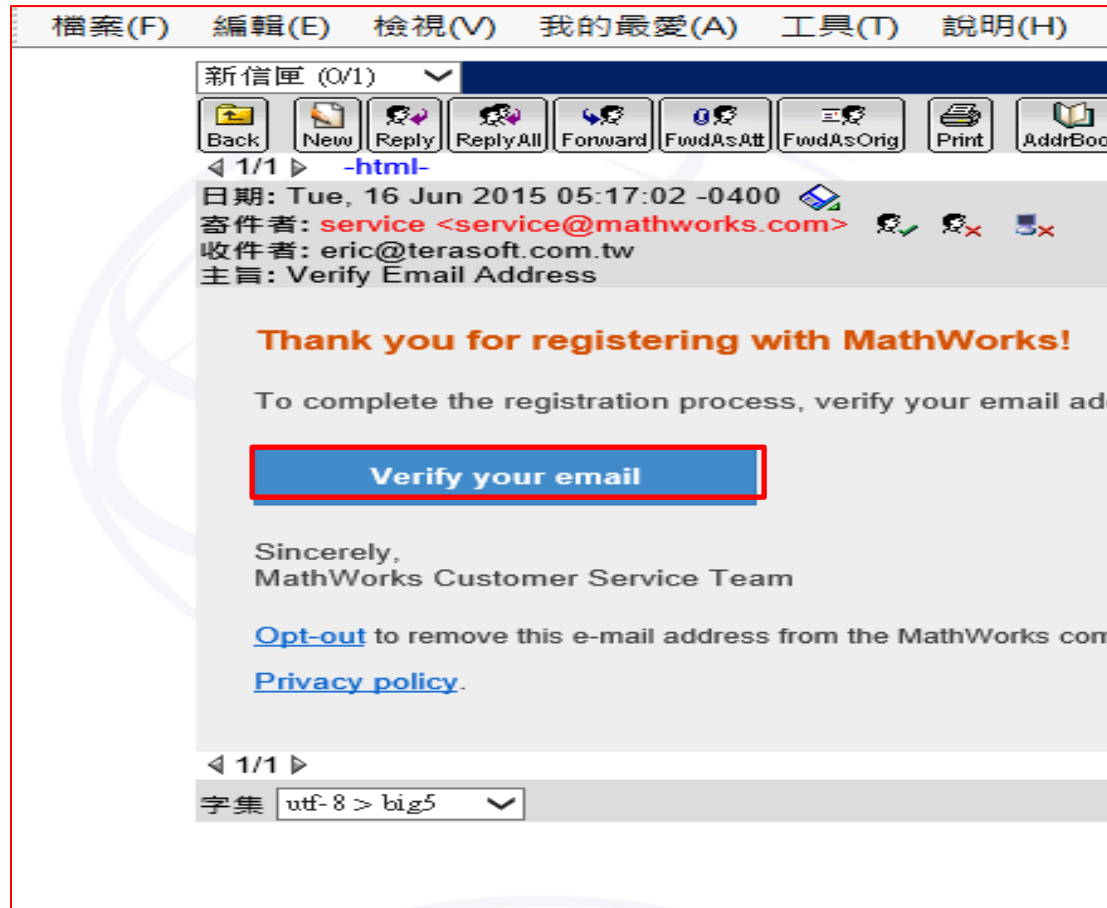 檔案(F) 編輯(E) 檢視(V) 我的最愛(A) 工具(T) 說明(H)
新信匣 (0/1)
Back New Reply ReplyAll Forward FwdAsAtt FwdAsOrig Print AddrBoo
1/1 -html-
日期: Tue, 16 Jun 2015 05:17:02 -0400
寄件者: service <service@mathworks.com>
收件者: eric@terasoft.com.tw
主旨: Verify Email Address
Thank you for registering with MathWorks!
To complete the registration process, verify your email ad
Verify your email
Sincerely,
MathWorks Customer Service Team
Opt-out to remove this e-mail address from the MathWorks com
Privacy policy.
1/1
字集 utf-8 > big5